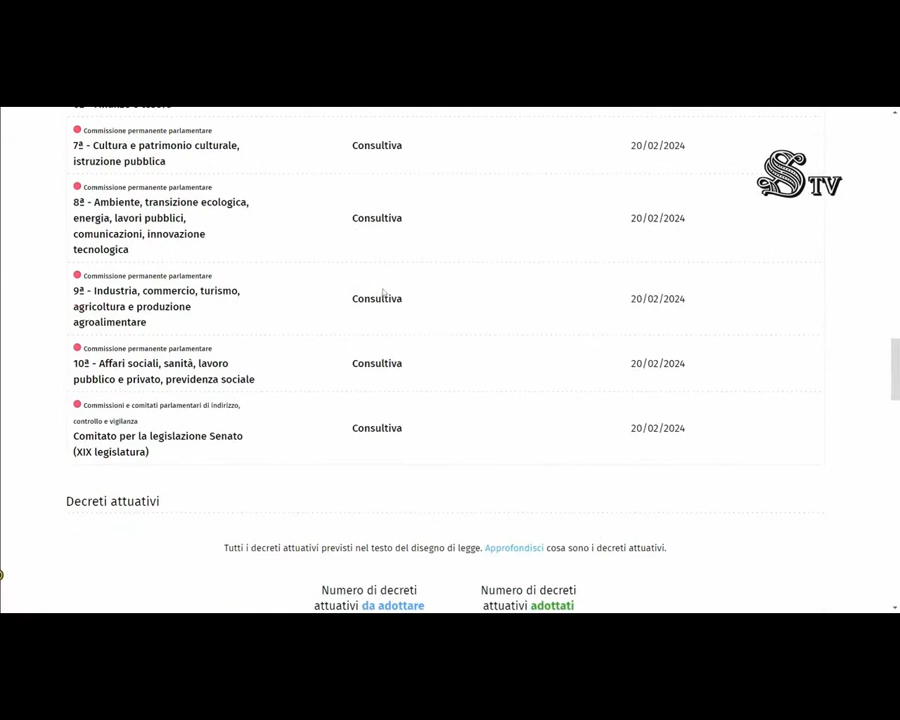 Commissione permanente parlamentare
7ª - Cultura e patrimonio culturale,
istruzione pubblica
Consultiva
20/02/2024
STV
Commissione permanente parlamentare
8ª - Ambiente, transizione ecologica,
energia, lavori pubblici,
comunicazioni, innovazione
tecnologica
Consultiva
20/02/2024
Commissione permanente parlamentare
9ª - Industria, commercio, turismo,
agricoltura e produzione
agroalimentare
Consultiva
20/02/2024
Commissione permanente parlamentare
10ª - Affari sociali, sanità, lavoro
pubblico e privato, previdenza sociale
Consultiva
20/02/2024
Commissioni e comitati parlamentari di indirizzo,
controllo e vigilanza
Comitato per la legislazione Senato
(XIX legislatura)
Consultiva
20/02/2024
Decreti attuativi
Tutti i decreti attuativi previsti nel testo del disegno di legge. Approfondisci cosa sono i decreti attuativi.
Numero di decreti
attuativi da adottare
Numero di decreti
attuativi adottati